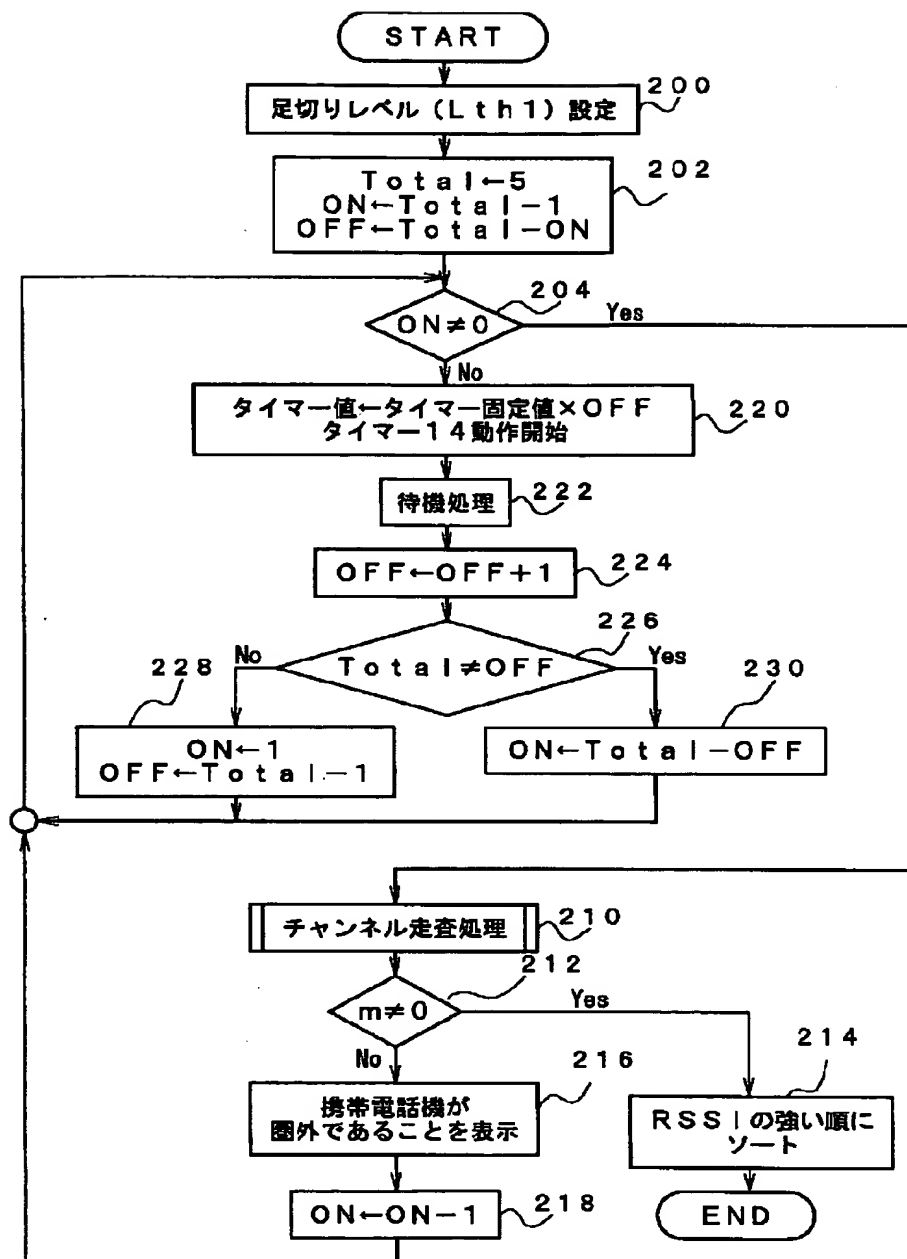 START
200
足切りレベル（Lth1）設定
202
Total←5
ON←Total-1
OFF←Total-ON
204
ON≠0
Yes
No
タイマー値←タイマー固定値×OFF
タイマー14動作開始
220
待機処理
222
OFF←OFF+1
224
226
Total≠OFF
No
Yes
228
230
ON←1
OFF←Total-1
ON←Total-OFF
チャンネル走査処理
210
212
m≠0
Yes
No
216
214
携帯電話機が
圏外であることを表示
RSSIの強い順に
ソート
218
ON←ON-1
END